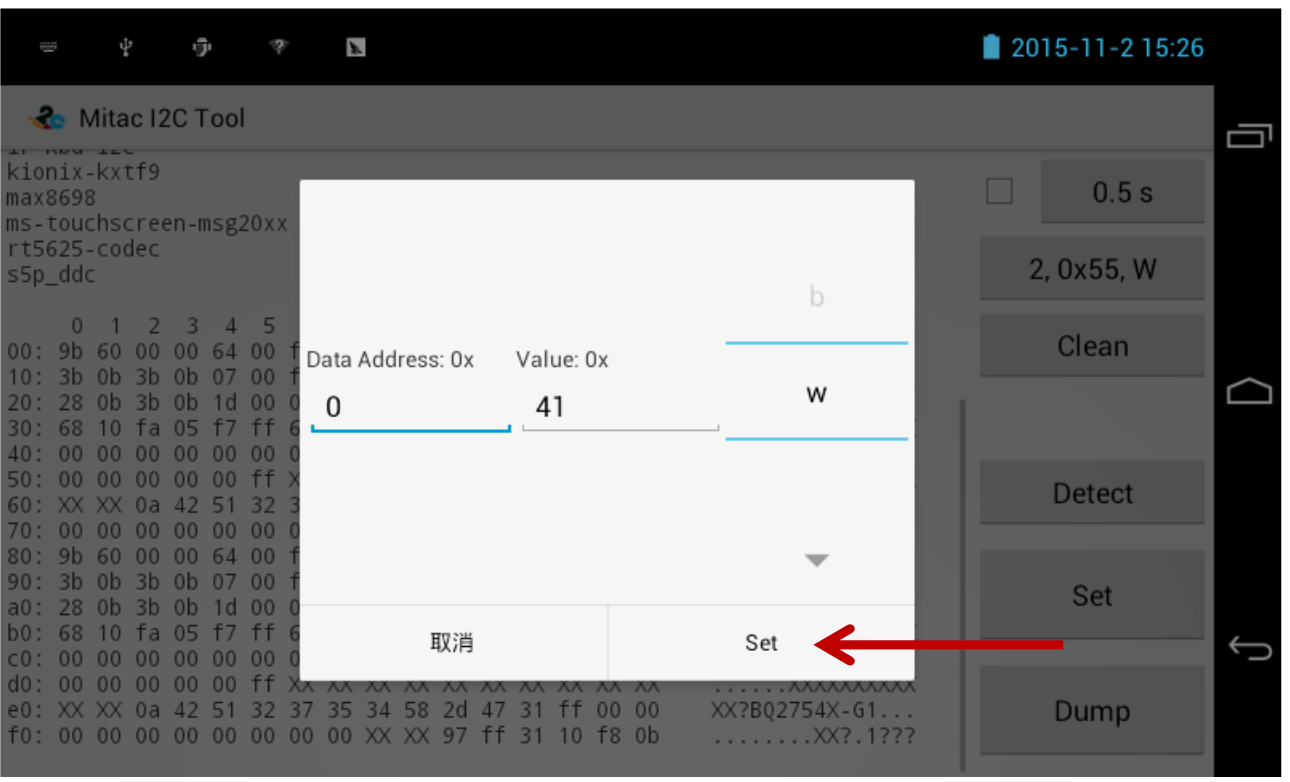 2015-11-2 15:26
Mitac I2C Tool
kionix-kxtf9
max8698
ms-touchscreen-msg20xx
rt5625-codec
s5p_ddc
0 1 2 3 4 5
00: 9b 60 00 00 64 00 f
10: 3b 0b 3b 0b 07 00 f
20: 28 0b 3b 0b 1d 00 0
30: 68 10 fa 05 f7 ff 6
40: 00 00 00 00 00 00 0
50: 00 00 00 00 00 ff X
60: XX XX 0a 42 51 32 3
70: 00 00 00 00 00 00 0
80: 9b 60 00 00 64 00 f
90: 3b 0b 3b 0b 07 00 f
a0: 28 0b 3b 0b 1d 00 0
b0: 68 10 fa 05 f7 ff 6
c0: 00 00 00 00 00 00 0
d0: 00 00 00 00 00 ff XX XX XX XX XX XX XX XX XX XX ......XXXXXXXXXX
e0: XX XX 0a 42 51 32 37 35 34 58 2d 47 31 ff 00 00 XX?BQ2754X-G1...
f0: 00 00 00 00 00 00 00 00 XX XX 97 ff 31 10 f8 0b ........XX?.1???
b
Data Address: 0x Value: 0x
0 41 w
取消 Set
0.5 s
2, 0x55, W
Clean
Detect
Set
Dump